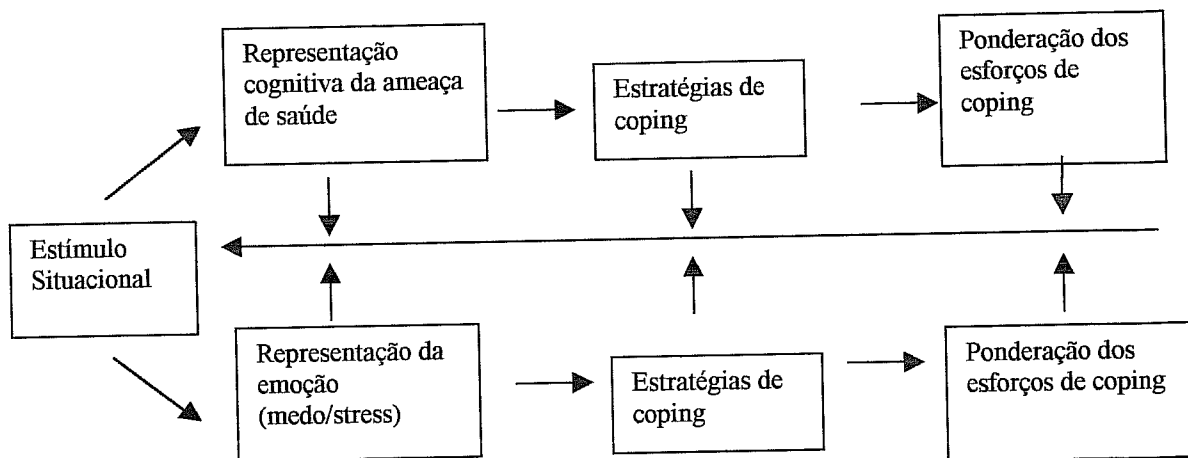 Representação
cognitiva da ameaça
de saúde
Estratégias de
coping
Ponderação dos
esforços de
coping
Estímulo
Situacional
Representação da
emoção
(medo/stress)
Estratégias de
coping
Ponderação dos
esforços de coping